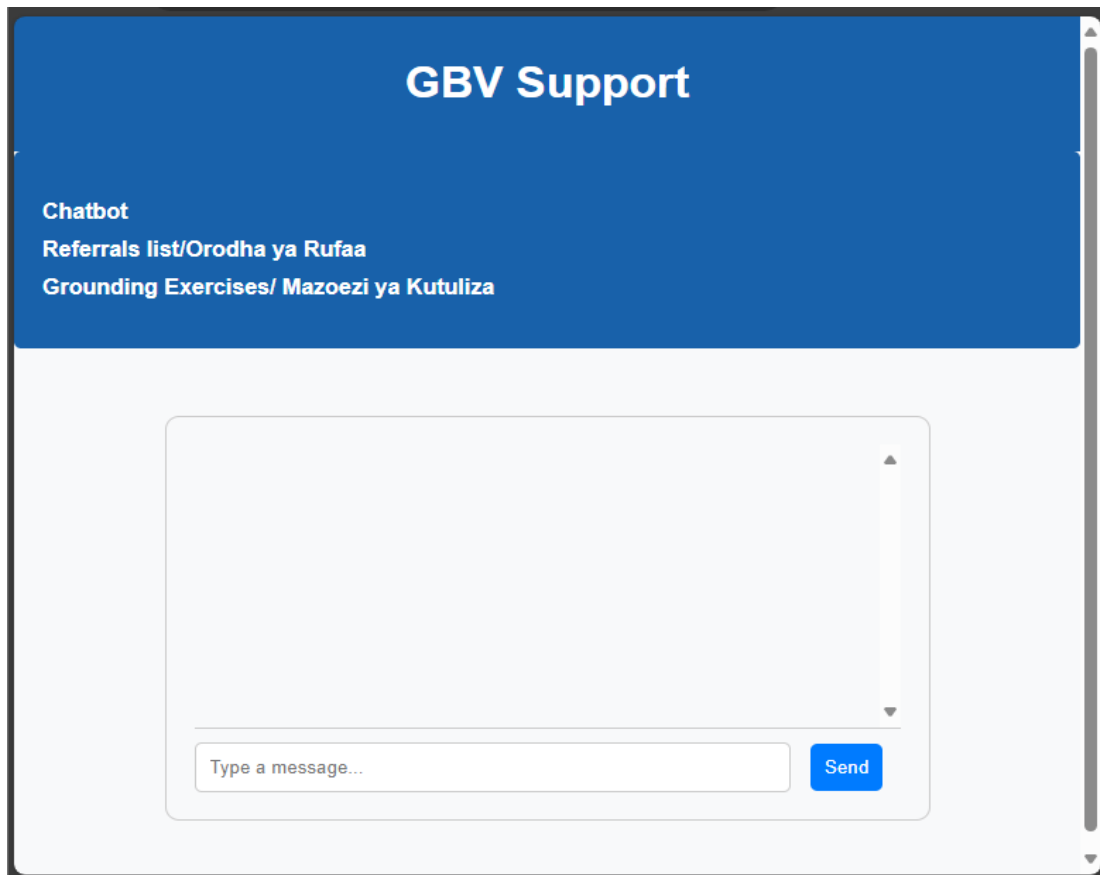 GBV Support
Chatbot
Referrals list/Orodha ya Rufaa
Grounding Exercises/ Mazoezi ya Kutuliza
Type a message...
Send